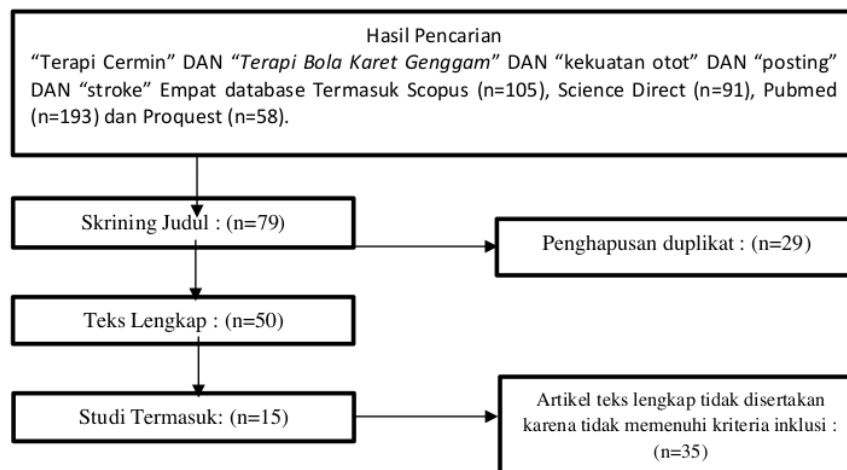 Hasil Pencarian
“Terapi Cermin” DAN “Terapi Bola Karet Genggam” DAN “kekuatan otot” DAN “posting”
DAN “stroke” Empat database Termasuk Scopus (n=105), Science Direct (n=91), Pubmed
(n=193) dan Proquest (n=58).
Skrining Judul : (n=79)
Penghapusan duplikat : (n=29)
Teks Lengkap : (n=50)
Studi Termasuk: (n=15)
Artikel teks lengkap tidak disertakan
karena tidak memenuhi kriteria inklusi :
(n=35)